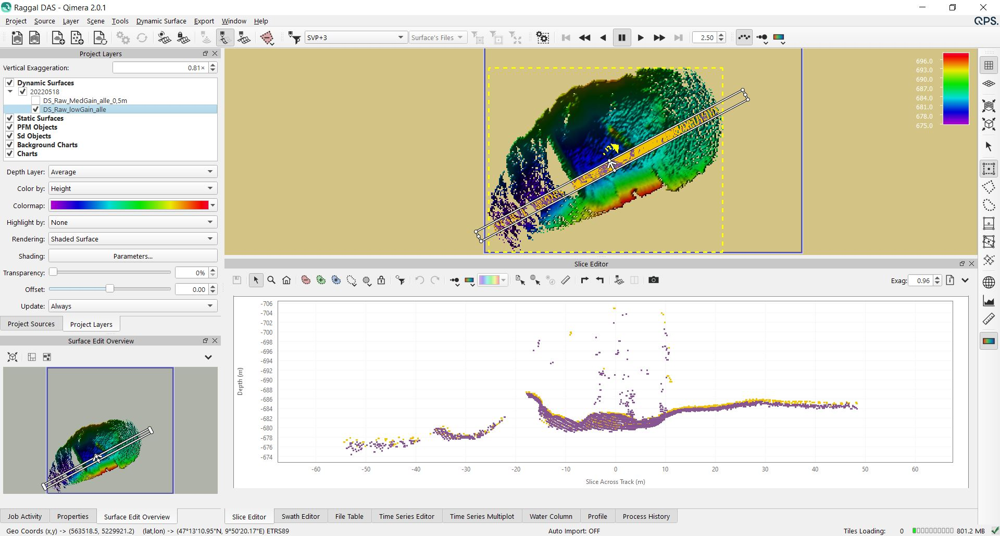 Raggal DAS - Qimera 2.0.1
Project Source Layer Scene Tools Dynamic Surface Export Window Help
QPS.
SVP+3 Surface's Files 2.50
Project Layers
Vertical Exaggeration: 0.81×
Dynamic Surfaces
20220518
DS_Raw_MedGain_alle_0,5m
DS_Raw_lowGain_alle
Static Surfaces
PFM Objects
Sd Objects
Background Charts
Charts
Depth Layer: Average
Color by: Height
Colormap:
Highlight by: None
Rendering: Shaded Surface
Shading: Parameters...
Transparency: 0%
Offset: 0.00
Update: Always
Project Sources Project Layers
Surface Edit Overview
696.0
693.0
690.0
687.0
684.0
681.0
678.0
675.0
Slice Editor
Exag: 0.96
-706
-704
-702
-700
-698
-696
-694
-692
-690
-688
-686
-684
-682
-680
-678
-676
-674
Depth (m)
-60 -50 -40 -30 -20 -10 0 10 20 30 40 50 60
Slice Across Track (m)
Job Activity Properties Surface Edit Overview
Slice Editor Swath Editor File Table Time Series Editor Time Series Multiplot Water Column Profile Process History
Geo Coords (x,y) -> (563518.5, 5229921.2) (lat,lon) -> (47°13'10.95"N, 9°50'20.17"E) ETRS89 Auto Import: OFF Tiles Loading: 0 801.2 MB